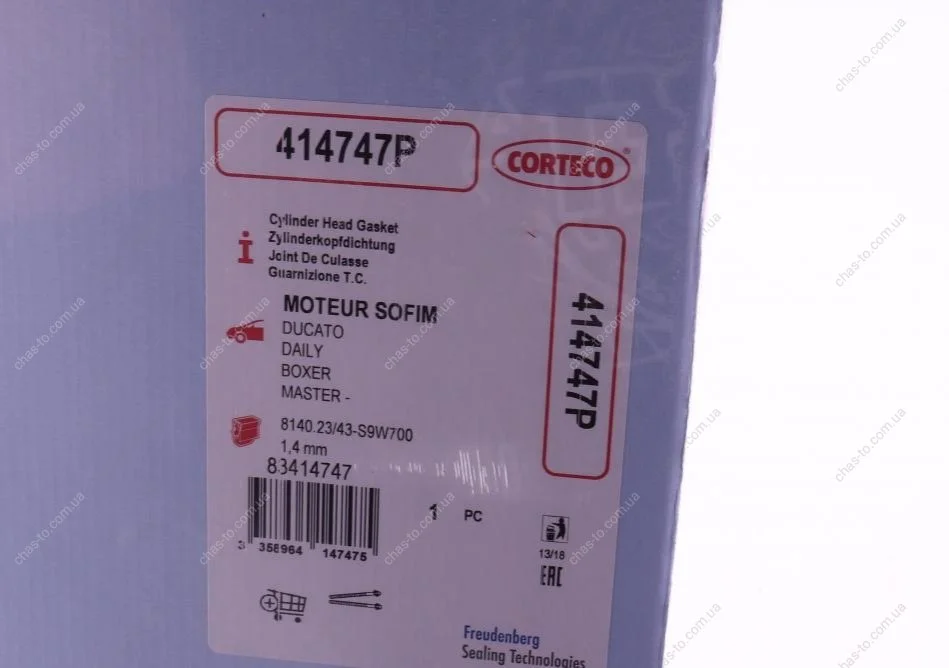 414747P
CORTECO®
Cylinder Head Gasket
Zylinderkopfdichtung
Joint De Culasse
Guarnizione T.C.
MOTEUR SOFIM
DUCATO
DAILY
BOXER
MASTER -
8140.23/43-S9W700
1,4 mm
83414747
3 358964 147475
1 PC
414747P
13/18
EAC
Freudenberg
Sealing Technologies
chas-to.com.ua